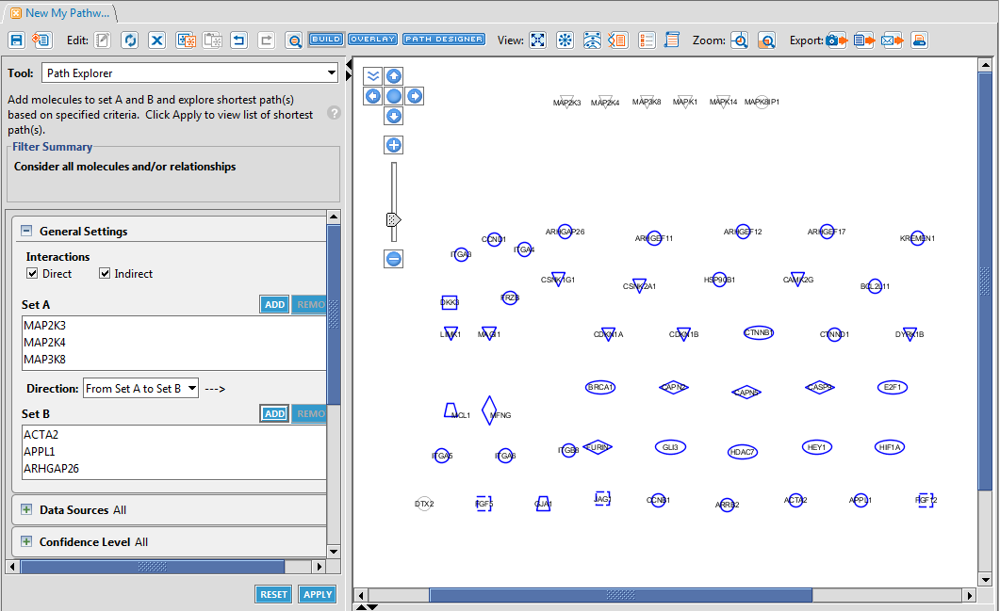 New My Pathw...
Edit:
BUILD
OVERLAY
PATH DESIGNER
View:
Zoom:
Export:
Tool: Path Explorer
Add molecules to set A and B and explore shortest path(s)
based on specified criteria. Click Apply to view list of shortest
path(s).
?
Filter Summary
Consider all molecules and/or relationships
General Settings
Interactions
Direct Indirect
Set A ADD REMO
MAP2K3
MAP2K4
MAP3K8
Direction: From Set A to Set B --->
Set B ADD REMO
ACTA2
APPL1
ARHGAP26
Data Sources All
Confidence Level All
RESET APPLY
MAP2K3 MAP2K4 MAP3K8 MAPK1 MAPK14 MAPK8IP1
ARHGAP26 ARHGEF12 ARHGEF17
CCND1 ARHGEF11 KREMEN1
ITGA3 ITGA4
CSNK1G1 HSP90B1 CAMK2G
CSNK2A1 BCL2L11
DKK3 FRZB
LIMK1 MAGI1 CDKN1A CDKN1B CTNNB1 CTNND1 DYRK1B
BRCA1 CAPN2 CAPN5 CASP9 E2F1
MCL1 MFNG
ITGA5 ITGA6 ITGB8 FURIN GLI3 HDAC7 HEY1 HIF1A
DTX2 FGF5 GJA1 JAG2 CCNB1 ARRB2 ACTA2 APPL1 FGF12